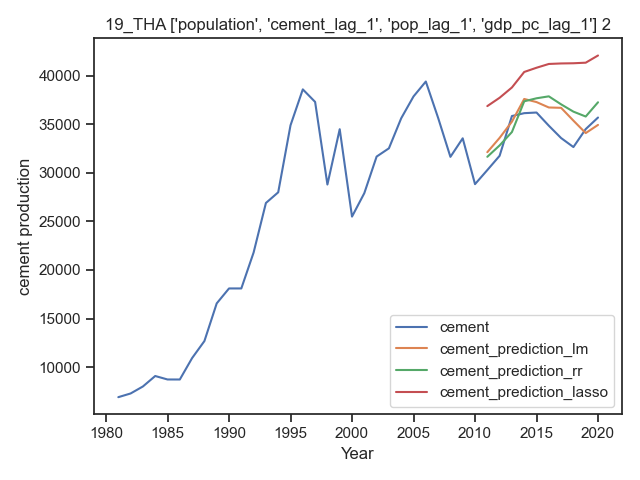 19_THA ['population', 'cement_lag_1', 'pop_lag_1', 'gdp_pc_lag_1'] 2
40000
35000
30000
25000
20000
15000
10000
cement production
cement
cement_prediction_lm
cement_prediction_rr
cement_prediction_lasso
1980 1985 1990 1995 2000 2005 2010 2015 2020
Year